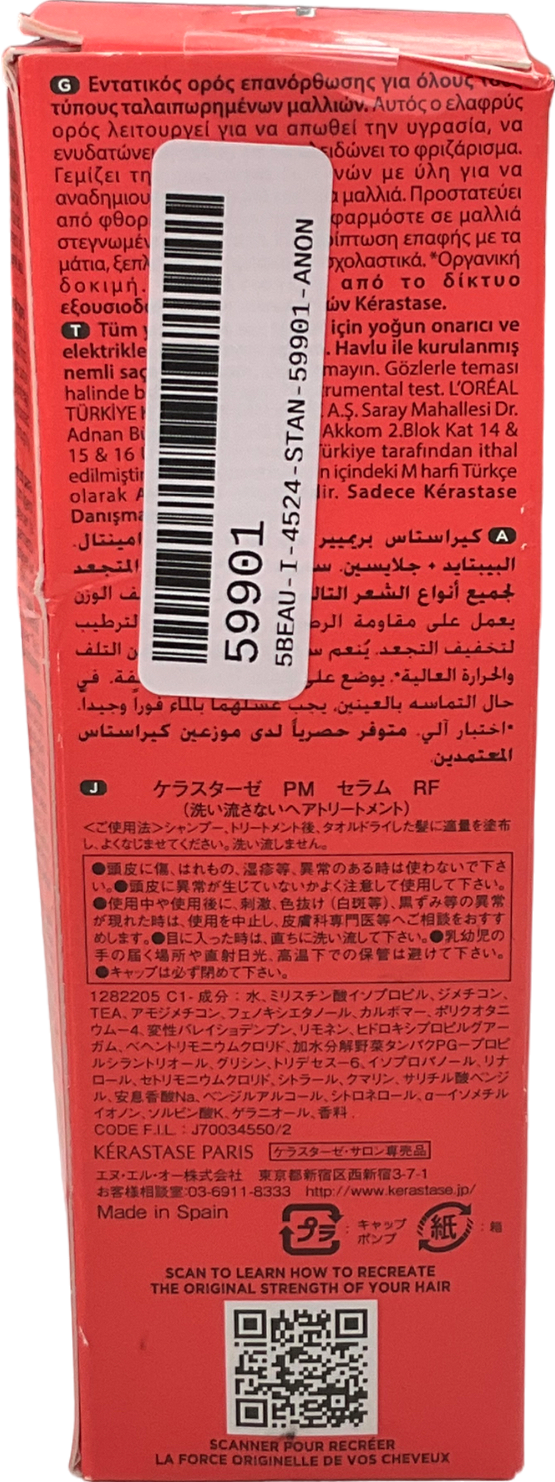 G Εντατικός ορός επανόρθωσης για όλους τους
τύπους ταλαιπωρημένων μαλλιών. Αυτός ο ελαφρύς
ορός λειτουργεί για να απωθεί την υγρασία, να
ενυδατώνει λειδώνει το φριζάρισμα.
Γεμίζει τη νών με ύλη για να
αναδημιου α μαλλιά. Προστατεύει
από φθορ φαρμόστε σε μαλλιά
στεγνωμέν ρίπτωση επαφής με τα
μάτια, ξεπλ σχολαστικά. *Οργανική
δοκιμή. από το δίκτυο
εξουσιοδ ών Kérastase.
T Tüm y için yoğun onarıcı ve
elektrikle . Havlu ile kurulanmış
nemli saç mayın. Gözlerle teması
halinde b trumental test. L'ORÉAL
TÜRKİYE K . A.Ş. Saray Mahallesi Dr.
Adnan Bü Akkom 2.Blok Kat 14 &
15 & 16 Ü Türkiye tarafından ithal
edilmiştir n içindeki M harfi Türkçe
olarak A dir. Sadece Kérastase
Danışma
A كيراستاس بريميير امينتال.
الببتايد + جلايسين. س المتجعد
لجميع أنواع الشعر التال ف الوزن
يعمل على مقاومة الر لترطيب
لتخفيف التجعد. يُنعم س ن التلف
والحرارة العالية*. يوضع على فة. في
حال التماسه بالعينين, يجب غسلهما بالماء فوراً وجيداً.
*اختبار آلي. متوفر حصرياً لدى موزعين كيراستاس
المعتمدين.
J ケラスターゼ PM セラム RF
(洗い流さないヘアトリートメント)
<ご使用法>シャンプー、トリートメント後、タオルドライした髪に適量を塗布
し、よくなじませてください。洗い流しません。
●頭皮に傷、はれもの、湿疹等、異常のある時は使わないで下さ
い。●頭皮に異常が生じていないかよく注意して使用して下さい。
●使用中や使用後に、刺激、色抜け（白斑等）、黒ずみ等の異常
が現れた時は、使用を中止し、皮膚科専門医等へご相談をおすす
めします。●目に入った時は、直ちに洗い流して下さい。●乳幼児の
手の届く場所や直射日光、高温下での保管は避けて下さい。
●キャップは必ず閉めて下さい。
1282205 C1-成分：水、ミリスチン酸イソプロピル、ジメチコン、
TEA、アモジメチコン、フェノキシエタノール、カルボマー、ポリクオタニ
ウム-4、変性バレイショデンプン、リモネン、ヒドロキシプロピルグアー
ガム、ベヘントリモニウムクロリド、加水分解野菜タンパクPG-プロピ
ルシラントリオール、グリシン、トリデセス-6、イソプロパノール、リナ
ロール、セトリモニウムクロリド、シトラール、クマリン、サリチル酸ベンジ
ル、安息香酸Na、ベンジルアルコール、シトロネロール、α-イソメチル
イオノン、ソルビン酸K、ゲラニオール、香料.
CODE F.I.L. : J70034550/2
KÉRASTASE PARIS ケラスターゼ・サロン専売品
エヌ・エル・オー株式会社 東京都新宿区西新宿3-7-1
お客様相談室:03-6911-8333 http://www.kerastase.jp/
Made in Spain
プラ : キャップ
ポンプ
紙 : 箱
SCAN TO LEARN HOW TO RECREATE
THE ORIGINAL STRENGTH OF YOUR HAIR
SCANNER POUR RECRÉER
LA FORCE ORIGINELLE DE VOS CHEVEUX
59901
5BEAU-I-4524-STAN-59901-ANON